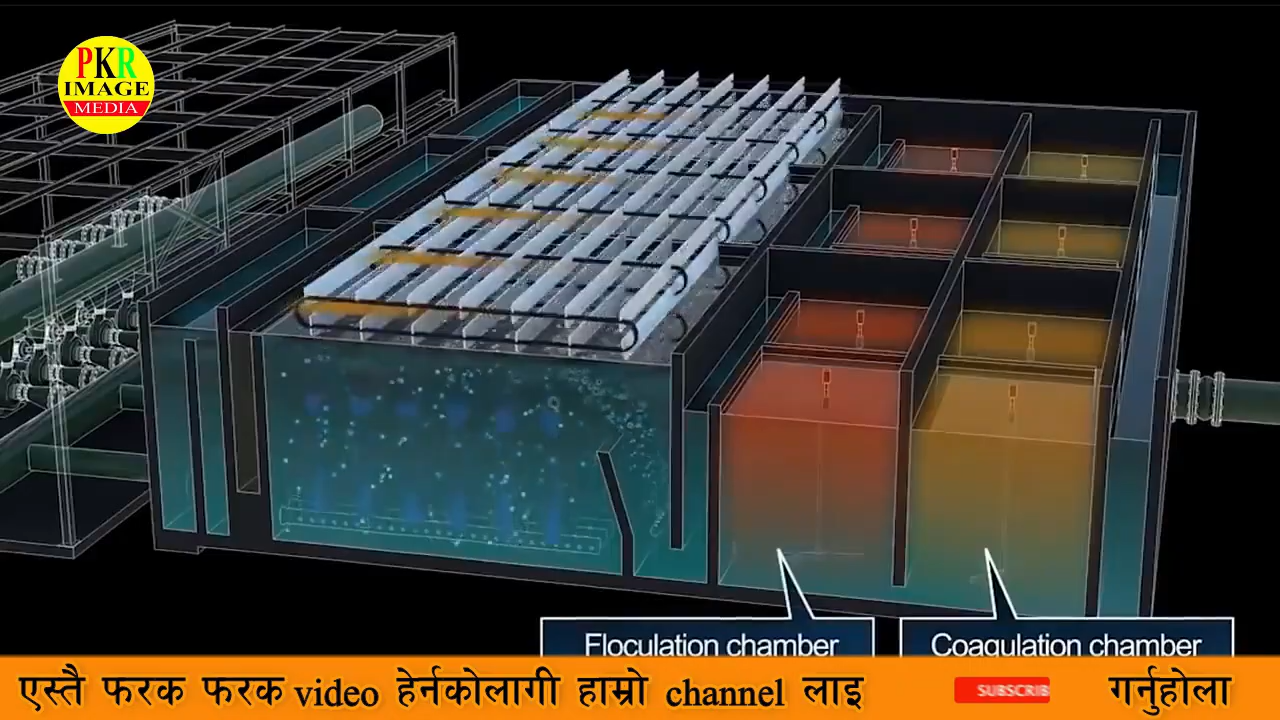 PKR
IMAGE
MEDIA
Floculation chamber
Coagulation chamber
एस्तै फरक फरक video हेर्नकोलागी हाम्रो channel लाइ SUBSCRIB गर्नुहोला